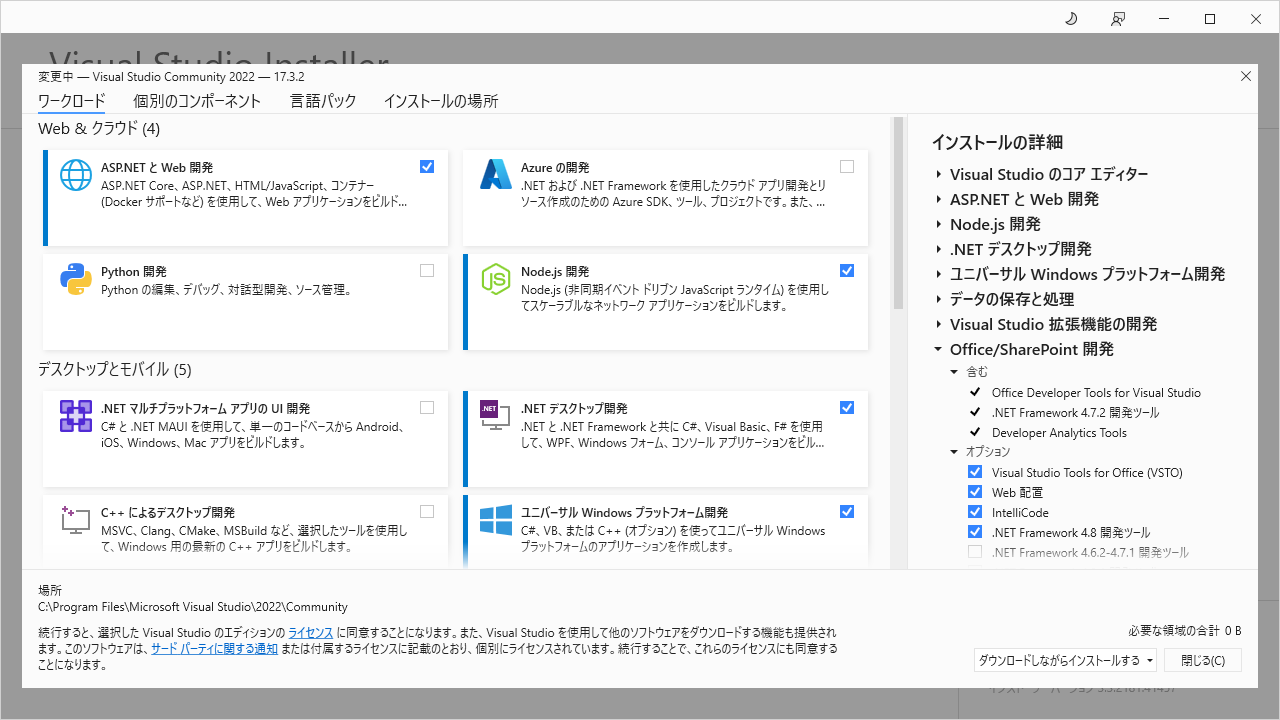 Visual Studio Installer
変更中 — Visual Studio Community 2022 — 17.3.2
ワークロード 個別のコンポーネント 言語パック インストールの場所
Web & クラウド (4)
ASP.NET と Web 開発
ASP.NET Core、ASP.NET、HTML/JavaScript、コンテナー
(Docker サポートなど) を使用して、Web アプリケーションをビルド...
Azure の開発
.NET および .NET Framework を使用したクラウド アプリ開発とリ
ソース作成のための Azure SDK、ツール、プロジェクトです。また、...
Python 開発
Python の編集、デバッグ、対話型開発、ソース管理。
Node.js 開発
Node.js (非同期イベント ドリブン JavaScript ランタイム) を使用し
てスケーラブルなネットワーク アプリケーションをビルドします。
デスクトップとモバイル (5)
.NET マルチプラットフォーム アプリの UI 開発
C# と .NET MAUI を使用して、単一のコードベースから Android、
iOS、Windows、Mac アプリをビルドします。
.NET
.NET デスクトップ開発
.NET と .NET Framework と共に C#、Visual Basic、F# を使用
して、WPF、Windows フォーム、コンソール アプリケーションをビル...
C++ によるデスクトップ開発
MSVC、Clang、CMake、MSBuild など、選択したツールを使用し
て、Windows 用の最新の C++ アプリをビルドします。
ユニバーサル Windows プラットフォーム開発
C#、VB、または C++ (オプション) を使ってユニバーサル Windows
プラットフォームのアプリケーションを作成します。
インストールの詳細
Visual Studio のコア エディター
ASP.NET と Web 開発
Node.js 開発
.NET デスクトップ開発
ユニバーサル Windows プラットフォーム開発
データの保存と処理
Visual Studio 拡張機能の開発
Office/SharePoint 開発
含む
Office Developer Tools for Visual Studio
.NET Framework 4.7.2 開発ツール
Developer Analytics Tools
オプション
Visual Studio Tools for Office (VSTO)
Web 配置
IntelliCode
.NET Framework 4.8 開発ツール
.NET Framework 4.6.2-4.7.1 開発ツール
場所
C:\Program Files\Microsoft Visual Studio\2022\Community
続行すると、選択した Visual Studio のエディションの ライセンス に同意することになります。また、Visual Studio を使用して他のソフトウェアをダウンロードする機能も提供されま
す。このソフトウェアは、サード パーティに関する通知 または付属するライセンスに記載のとおり、個別にライセンスされています。続行することで、これらのライセンスにも同意する
ことになります。
必要な領域の合計 0 B
ダウンロードしながらインストールする 閉じる(C)